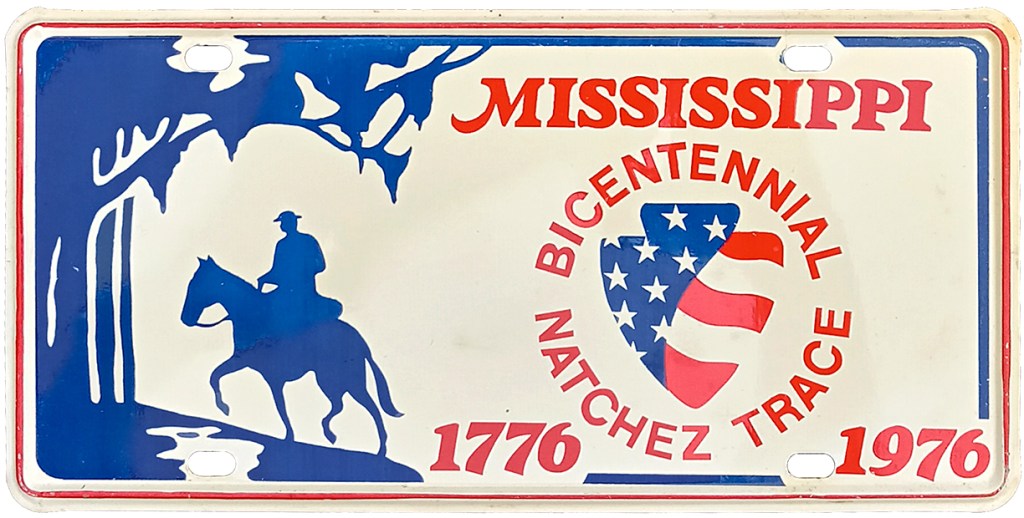 MISSISSIPPI
BICENTENNIAL
NATCHEZ TRACE
1776
1976